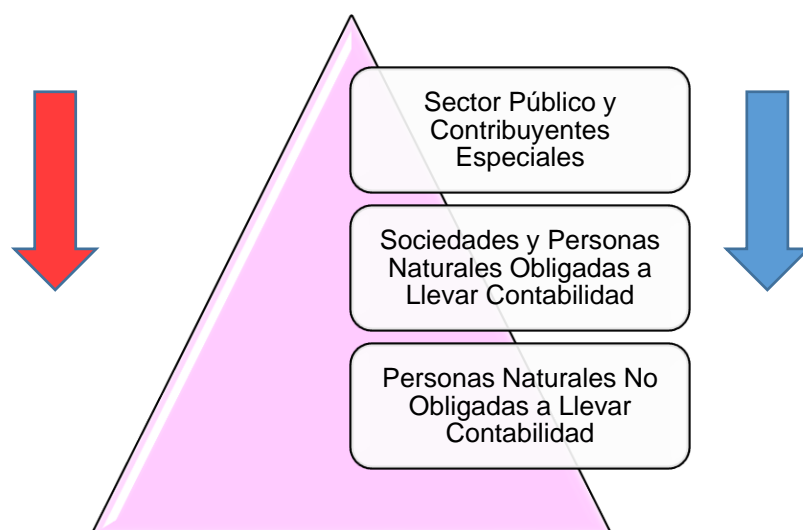 Sector Público y
Contribuyentes
Especiales
Sociedades y Personas
Naturales Obligadas a
Llevar Contabilidad
Personas Naturales No
Obligadas a Llevar
Contabilidad